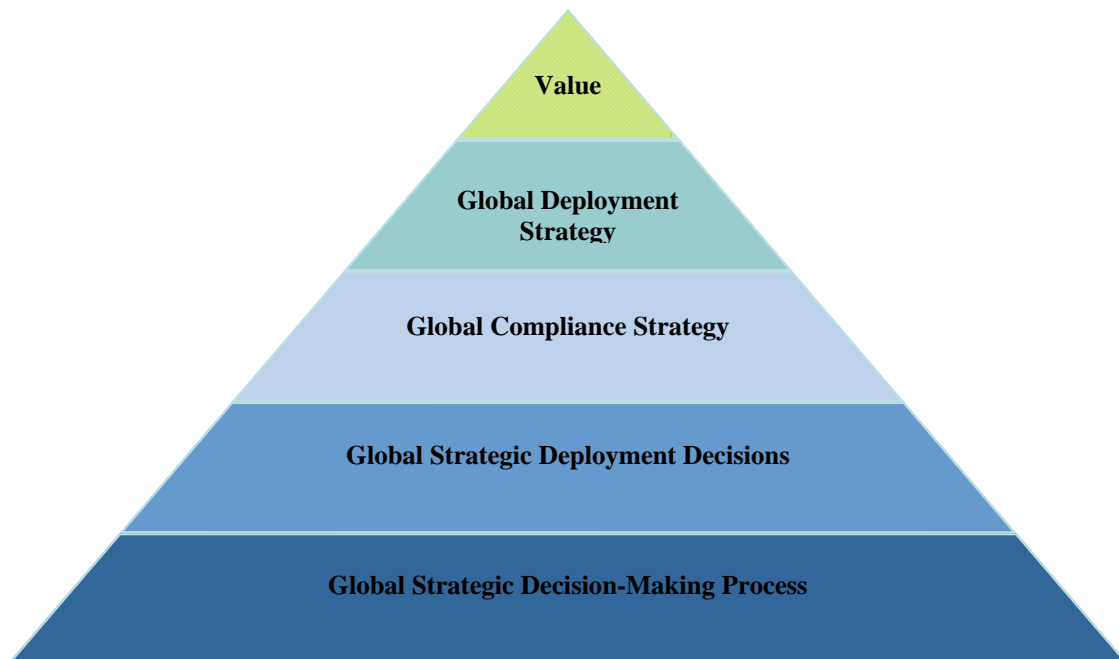 Value
Global Deployment
Strategy
Global Compliance Strategy
Global Strategic Deployment Decisions
Global Strategic Decision-Making Process